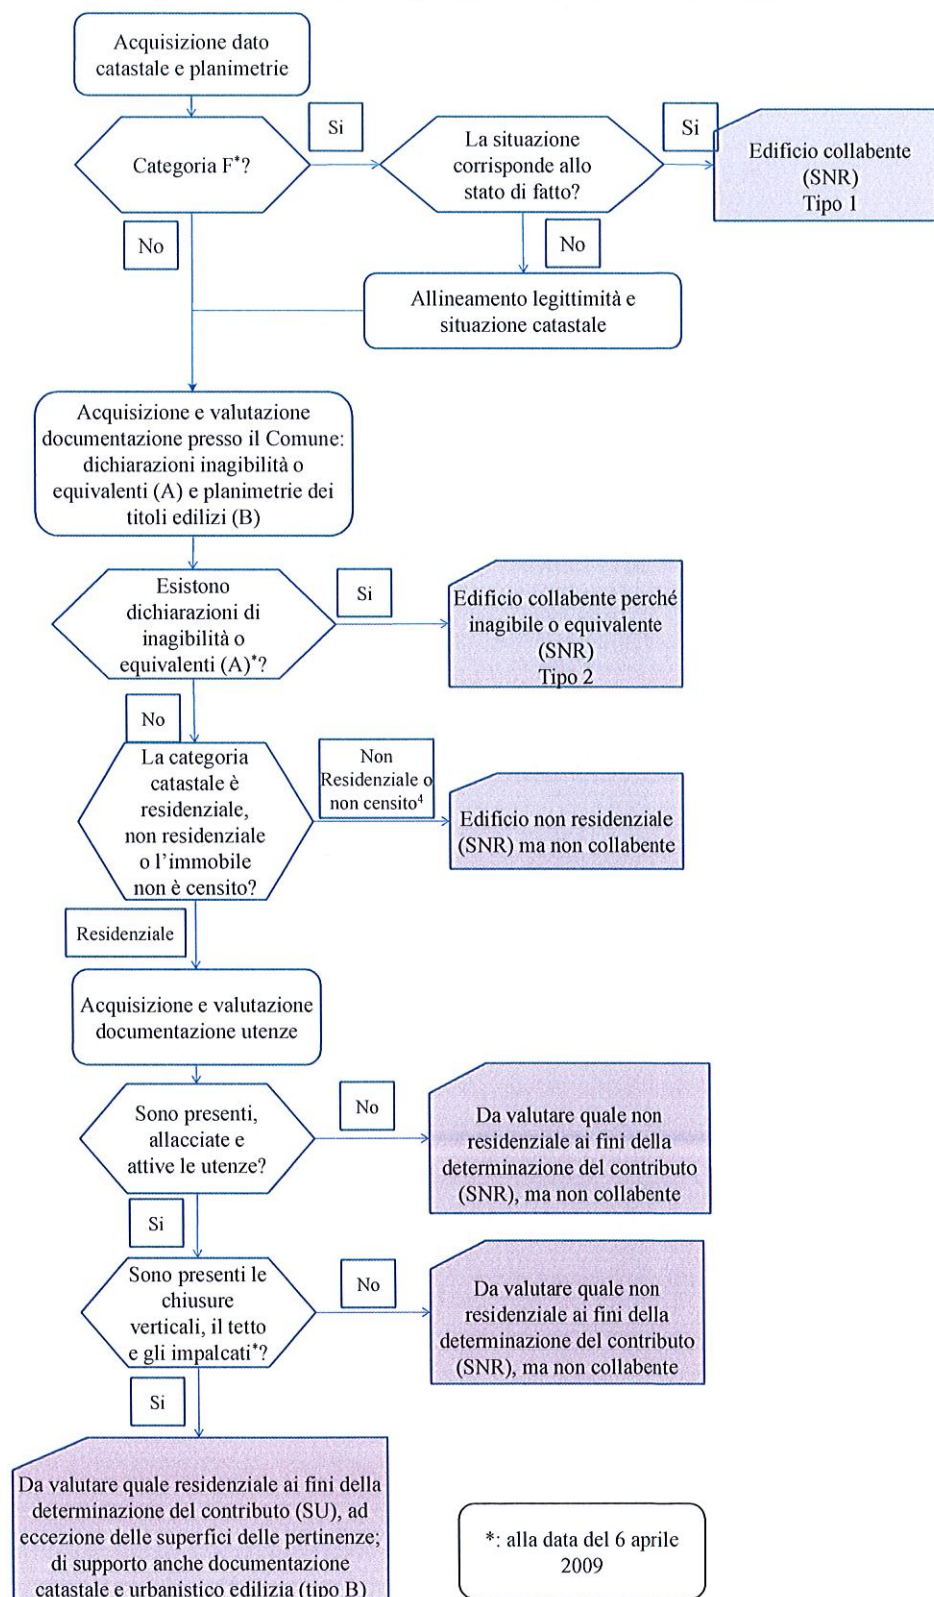 Acquisizione dato
catastale e planimetrie
Categoria F*?
Si
La situazione
corrisponde allo
stato di fatto?
Si
Edificio collabente
(SNR)
Tipo 1
No
No
Allineamento legittimità e
situazione catastale
Acquisizione e valutazione
documentazione presso il Comune:
dichiarazioni inagibilità o
equivalenti (A) e planimetrie dei
titoli edilizi (B)
Esistono
dichiarazioni di
inagibilità o
equivalenti (A)*?
Si
Edificio collabente perché
inagibile o equivalente
(SNR)
Tipo 2
No
La categoria
catastale è
residenziale,
non residenziale
o l'immobile
non è censito?
Non
Residenziale o
non censito⁴
Edificio non residenziale
(SNR) ma non collabente
Residenziale
Acquisizione e valutazione
documentazione utenze
Sono presenti,
allacciate e
attive le utenze?
No
Da valutare quale non
residenziale ai fini della
determinazione del contributo
(SNR), ma non collabente
Si
Sono presenti le
chiusure
verticali, il tetto
e gli impalcati*?
No
Da valutare quale non
residenziale ai fini della
determinazione del contributo
(SNR), ma non collabente
Si
Da valutare quale residenziale ai fini della
determinazione del contributo (SU), ad
eccezione delle superfici delle pertinenze;
di supporto anche documentazione
catastale e urbanistico edilizia (tipo B)
*: alla data del 6 aprile
2009